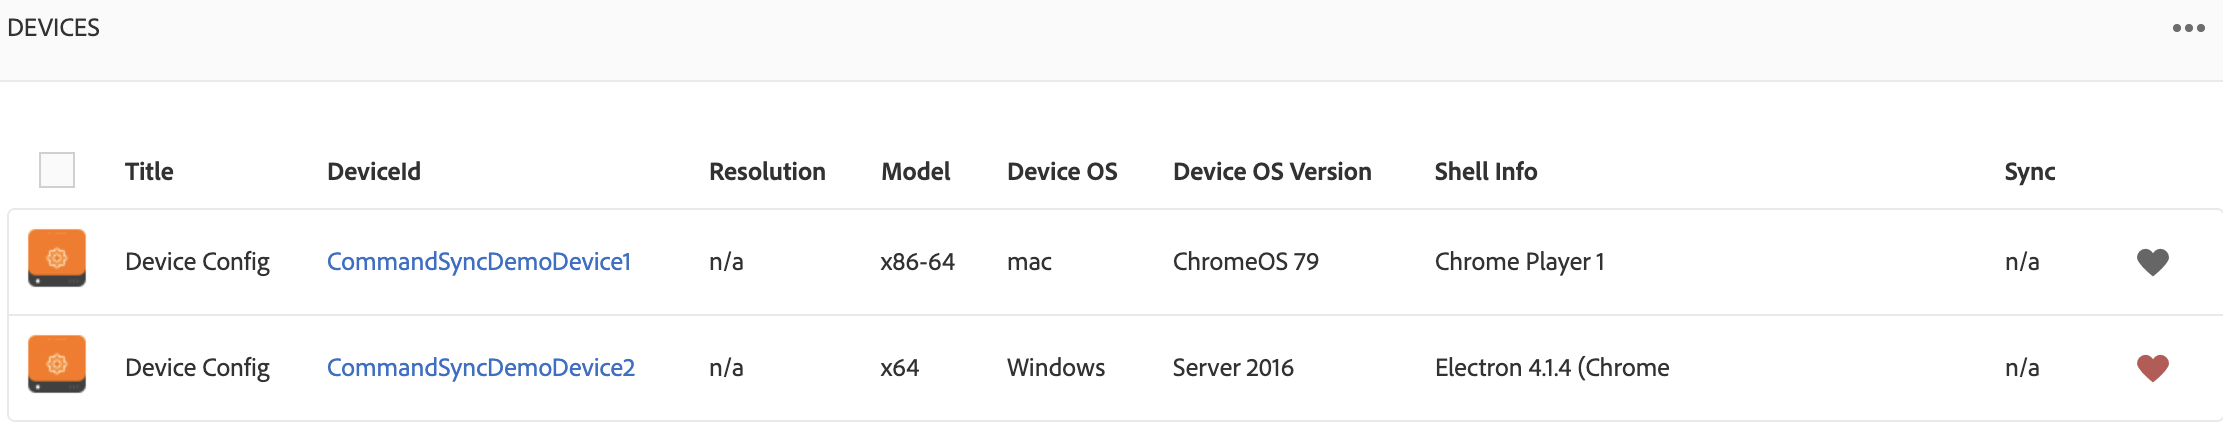 DEVICES
Title DeviceId Resolution Model Device OS Device OS Version Shell Info Sync
Device Config CommandSyncDemoDevice1 n/a x86-64 mac ChromeOS 79 Chrome Player 1 n/a
Device Config CommandSyncDemoDevice2 n/a x64 Windows Server 2016 Electron 4.1.4 (Chrome n/a